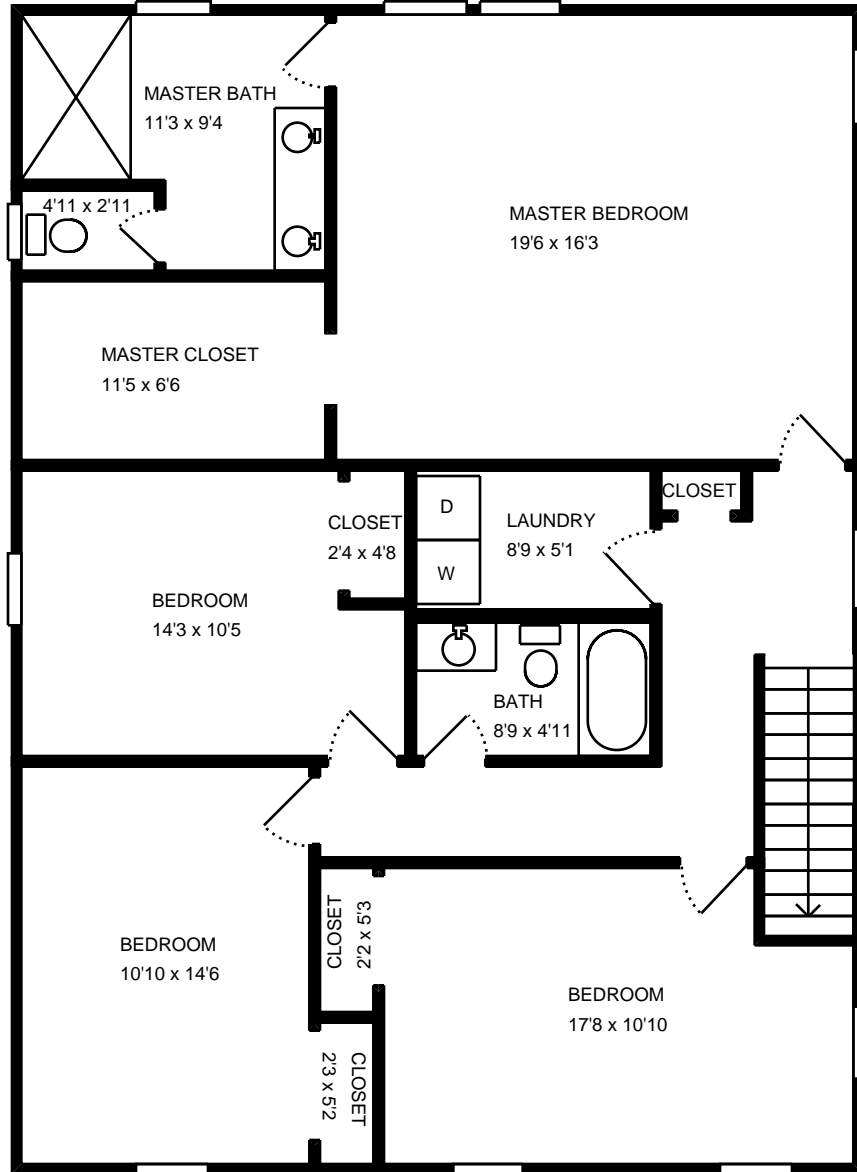 MASTER BATH
11'3 x 9'4
4'11 x 2'11
MASTER BEDROOM
19'6 x 16'3
MASTER CLOSET
11'5 x 6'6
CLOSET
D
LAUNDRY
8'9 x 5'1
W
CLOSET
2'4 x 4'8
BEDROOM
14'3 x 10'5
BATH
8'9 x 4'11
CLOSET
2'2 x 5'3
BEDROOM
10'10 x 14'6
BEDROOM
17'8 x 10'10
CLOSET
2'3 x 5'2